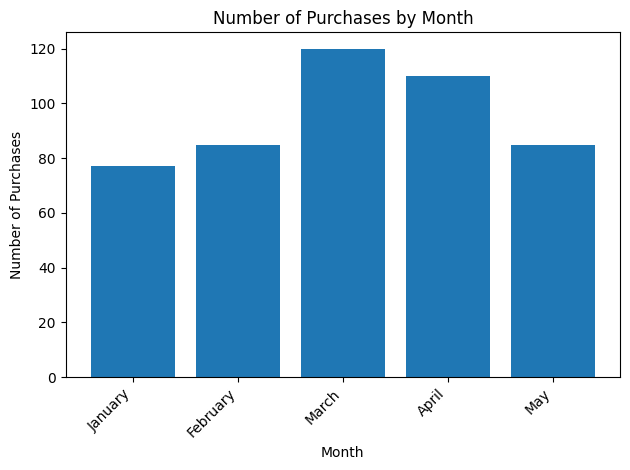 Number of Purchases by Month
Number of Purchases
120
100
80
60
40
20
0
January
February
March
April
May
Month